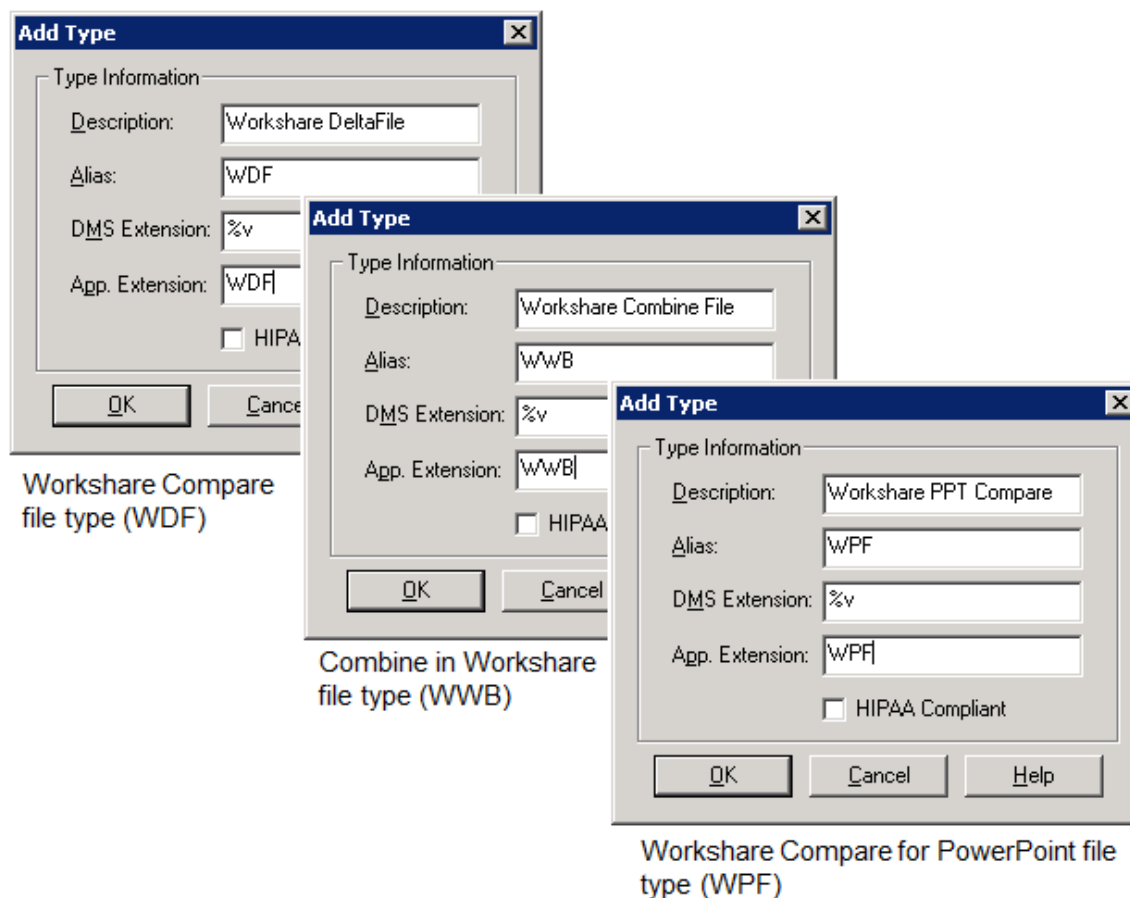 Add Type
Type Information
Description: Workshare DeltaFile
Alias: WDF
DMS Extension: %v
App. Extension: WDF
HIPA
OK Cance
Workshare Compare
file type (WDF)
Add Type
Type Information
Description: Workshare Combine File
Alias: WWB
DMS Extension: %v
App. Extension: WWB
HIPAA
OK Cancel
Combine in Workshare
file type (WWB)
Add Type
Type Information
Description: Workshare PPT Compare
Alias: WPF
DMS Extension: %v
App. Extension: WPF
HIPAA Compliant
OK Cancel Help
Workshare Compare for PowerPoint file
type (WPF)